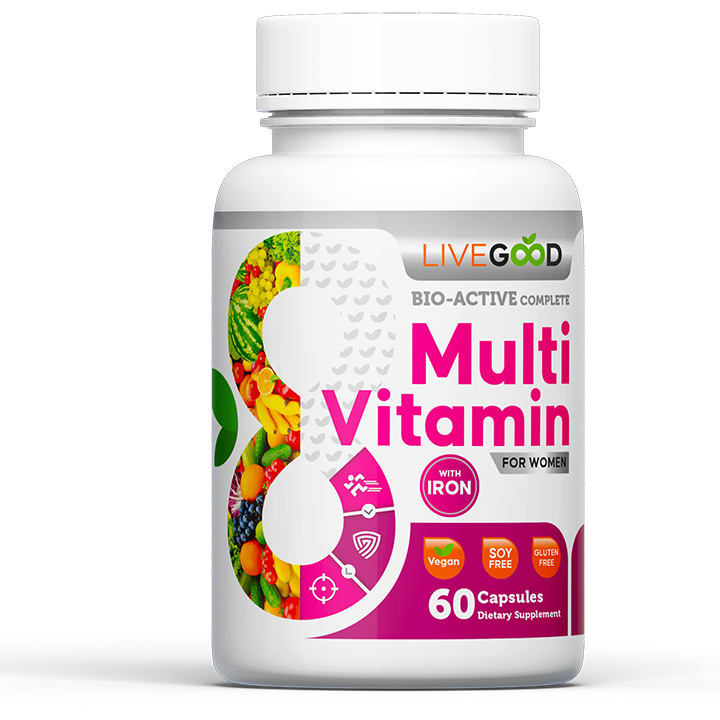 LIVEGOOD
BIO-ACTIVE COMPLETE
Multi
Vitamin
FOR WOMEN
WITH
IRON
Vegan
SOY
FREE
GLUTEN
FREE
60 Capsules
Dietary Supplement